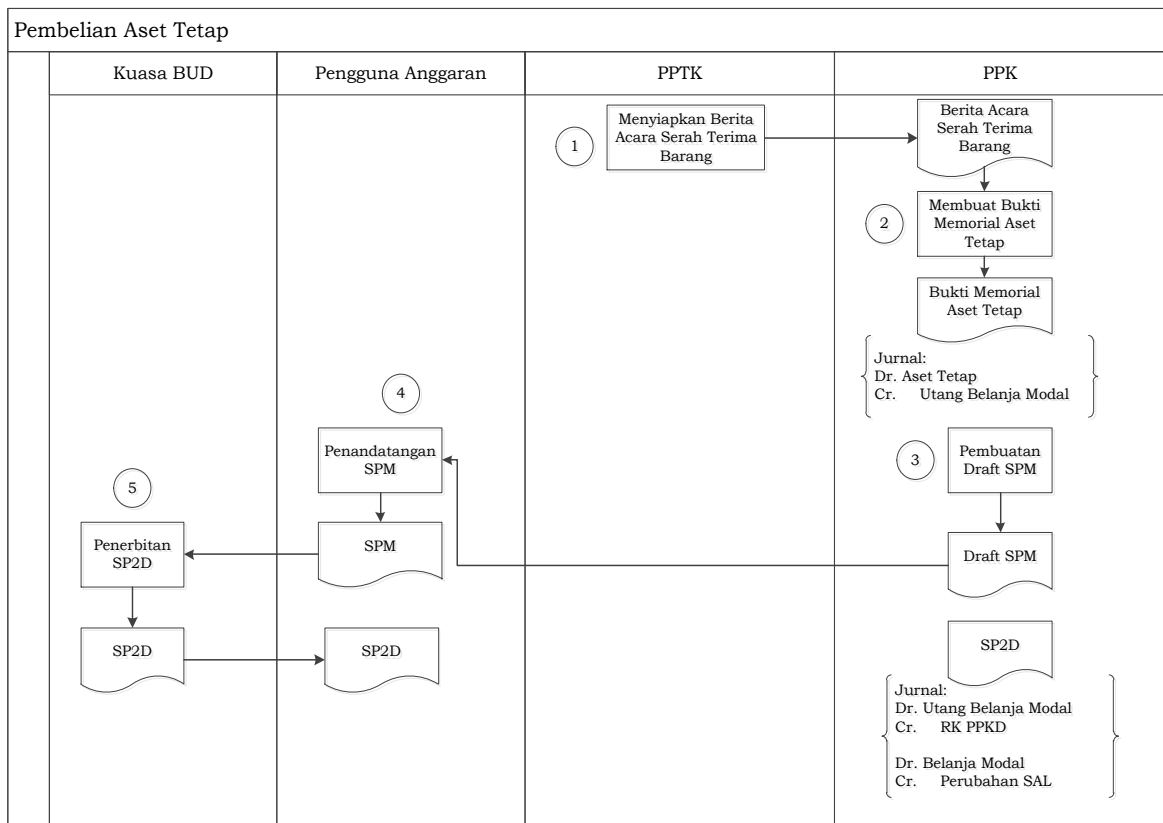 Pembelian Aset Tetap
Kuasa BUD
Pengguna Anggaran
PPTK
PPK
1
Menyiapkan Berita
Acara Serah Terima
Barang
Berita Acara
Serah Terima
Barang
2
Membuat Bukti
Memorial Aset
Tetap
Bukti Memorial
Aset Tetap
Jurnal:
Dr. Aset Tetap
Cr. Utang Belanja Modal
3
Pembuatan
Draft SPM
Draft SPM
4
Penandatangan
SPM
SPM
5
Penerbitan
SP2D
SP2D
SP2D
SP2D
Jurnal:
Dr. Utang Belanja Modal
Cr. RK PPKD
Dr. Belanja Modal
Cr. Perubahan SAL